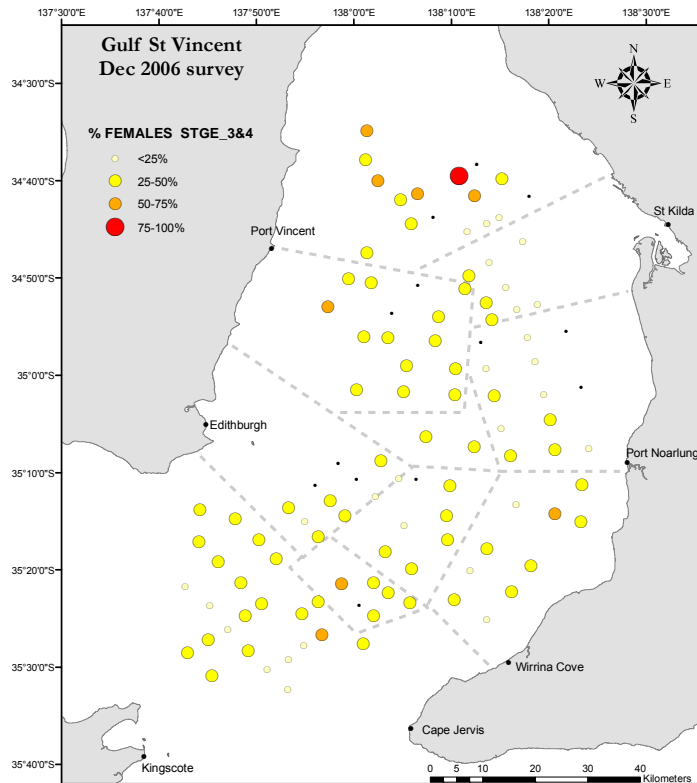 137°30'0"E 137°40'0"E 137°50'0"E 138°0'0"E 138°10'0"E 138°20'0"E 138°30'0"E
Gulf St Vincent
Dec 2006 survey
N
W E
S
34°30'0"S
% FEMALES STGE_3&4
<25%
25-50%
50-75%
75-100%
34°40'0"S
St Kilda
Port Vincent
34°50'0"S
35°0'0"S
Edithburgh
Port Noarlung
35°10'0"S
35°20'0"S
35°30'0"S
Wirrina Cove
Cape Jervis
35°40'0"S
Kingscote
0 5 10 20 30 40
Kilometers